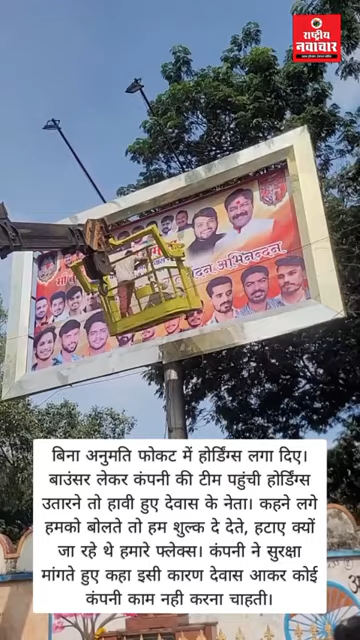 राष्ट्रीय
नवाचार
अभिनन्दन
बिना अनुमति फोकट में होर्डिंग्स लगा दिए।
बाउंसर लेकर कंपनी की टीम पहुंची होर्डिंग्स
उतारने तो हावी हुए देवास के नेता। कहने लगे
हमको बोलते तो हम शुल्क दे देते, हटाए क्यों
जा रहे थे हमारे फ्लेक्स। कंपनी ने सुरक्षा
मांगते हुए कहा इसी कारण देवास आकर कोई
कंपनी काम नही करना चाहती।